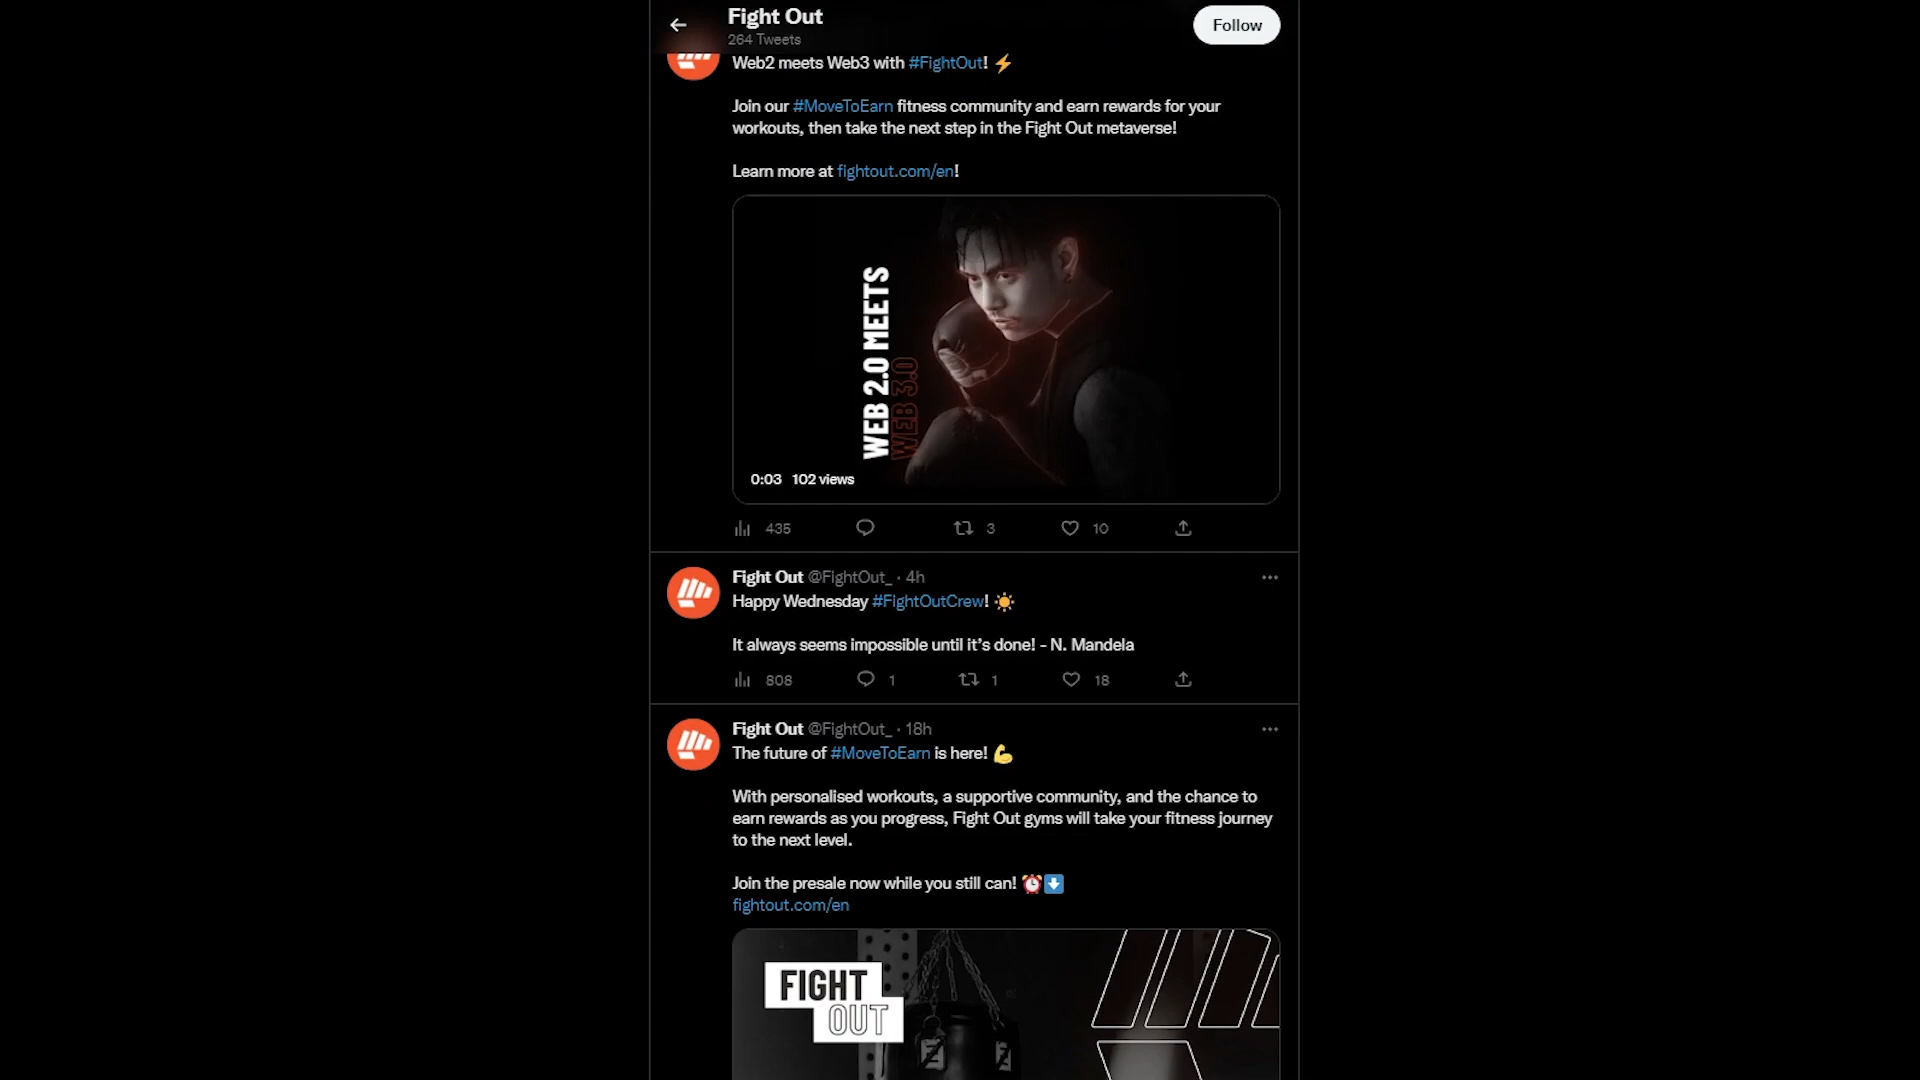 Fight Out
264 Tweets
Follow
Web2 meets Web3 with #FightOut! ⚡
Join our #MoveToEarn fitness community and earn rewards for your
workouts, then take the next step in the Fight Out metaverse!
Learn more at fightout.com/en!
WEB 2.0 MEETS
WEB 3.0
0:03 102 views
435 3 10
Fight Out @FightOut_ · 4h
Happy Wednesday #FightOutCrew! ☀️
It always seems impossible until it's done! - N. Mandela
808 1 1 18
Fight Out @FightOut_ · 18h
The future of #MoveToEarn is here! 💪
With personalised workouts, a supportive community, and the chance to
earn rewards as you progress, Fight Out gyms will take your fitness journey
to the next level.
Join the presale now while you still can! ⏰⬇️
fightout.com/en
FIGHT
OUT